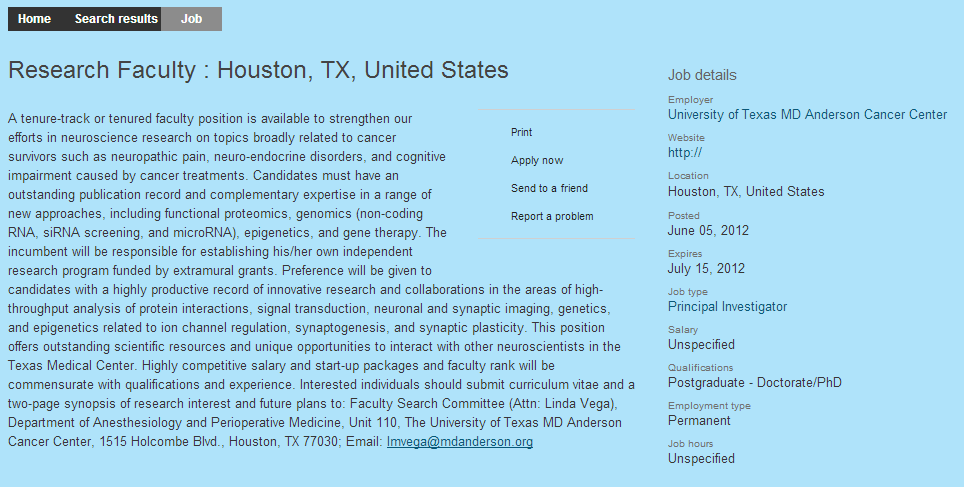 Home Search results Job
Research Faculty : Houston, TX, United States
A tenure-track or tenured faculty position is available to strengthen our
efforts in neuroscience research on topics broadly related to cancer
survivors such as neuropathic pain, neuro-endocrine disorders, and cognitive
impairment caused by cancer treatments. Candidates must have an
outstanding publication record and complementary expertise in a range of
new approaches, including functional proteomics, genomics (non-coding
RNA, siRNA screening, and microRNA), epigenetics, and gene therapy. The
incumbent will be responsible for establishing his/her own independent
research program funded by extramural grants. Preference will be given to
candidates with a highly productive record of innovative research and collaborations in the areas of high-
throughput analysis of protein interactions, signal transduction, neuronal and synaptic imaging, genetics,
and epigenetics related to ion channel regulation, synaptogenesis, and synaptic plasticity. This position
offers outstanding scientific resources and unique opportunities to interact with other neuroscientists in the
Texas Medical Center. Highly competitive salary and start-up packages and faculty rank will be
commensurate with qualifications and experience. Interested individuals should submit curriculum vitae and a
two-page synopsis of research interest and future plans to: Faculty Search Committee (Attn: Linda Vega),
Department of Anesthesiology and Perioperative Medicine, Unit 110, The University of Texas MD Anderson
Cancer Center, 1515 Holcombe Blvd., Houston, TX 77030; Email: lmvega@mdanderson.org
Print
Apply now
Send to a friend
Report a problem
Job details
Employer
University of Texas MD Anderson Cancer Center
Website
http://
Location
Houston, TX, United States
Posted
June 05, 2012
Expires
July 15, 2012
Job type
Principal Investigator
Salary
Unspecified
Qualifications
Postgraduate - Doctorate/PhD
Employment type
Permanent
Job hours
Unspecified